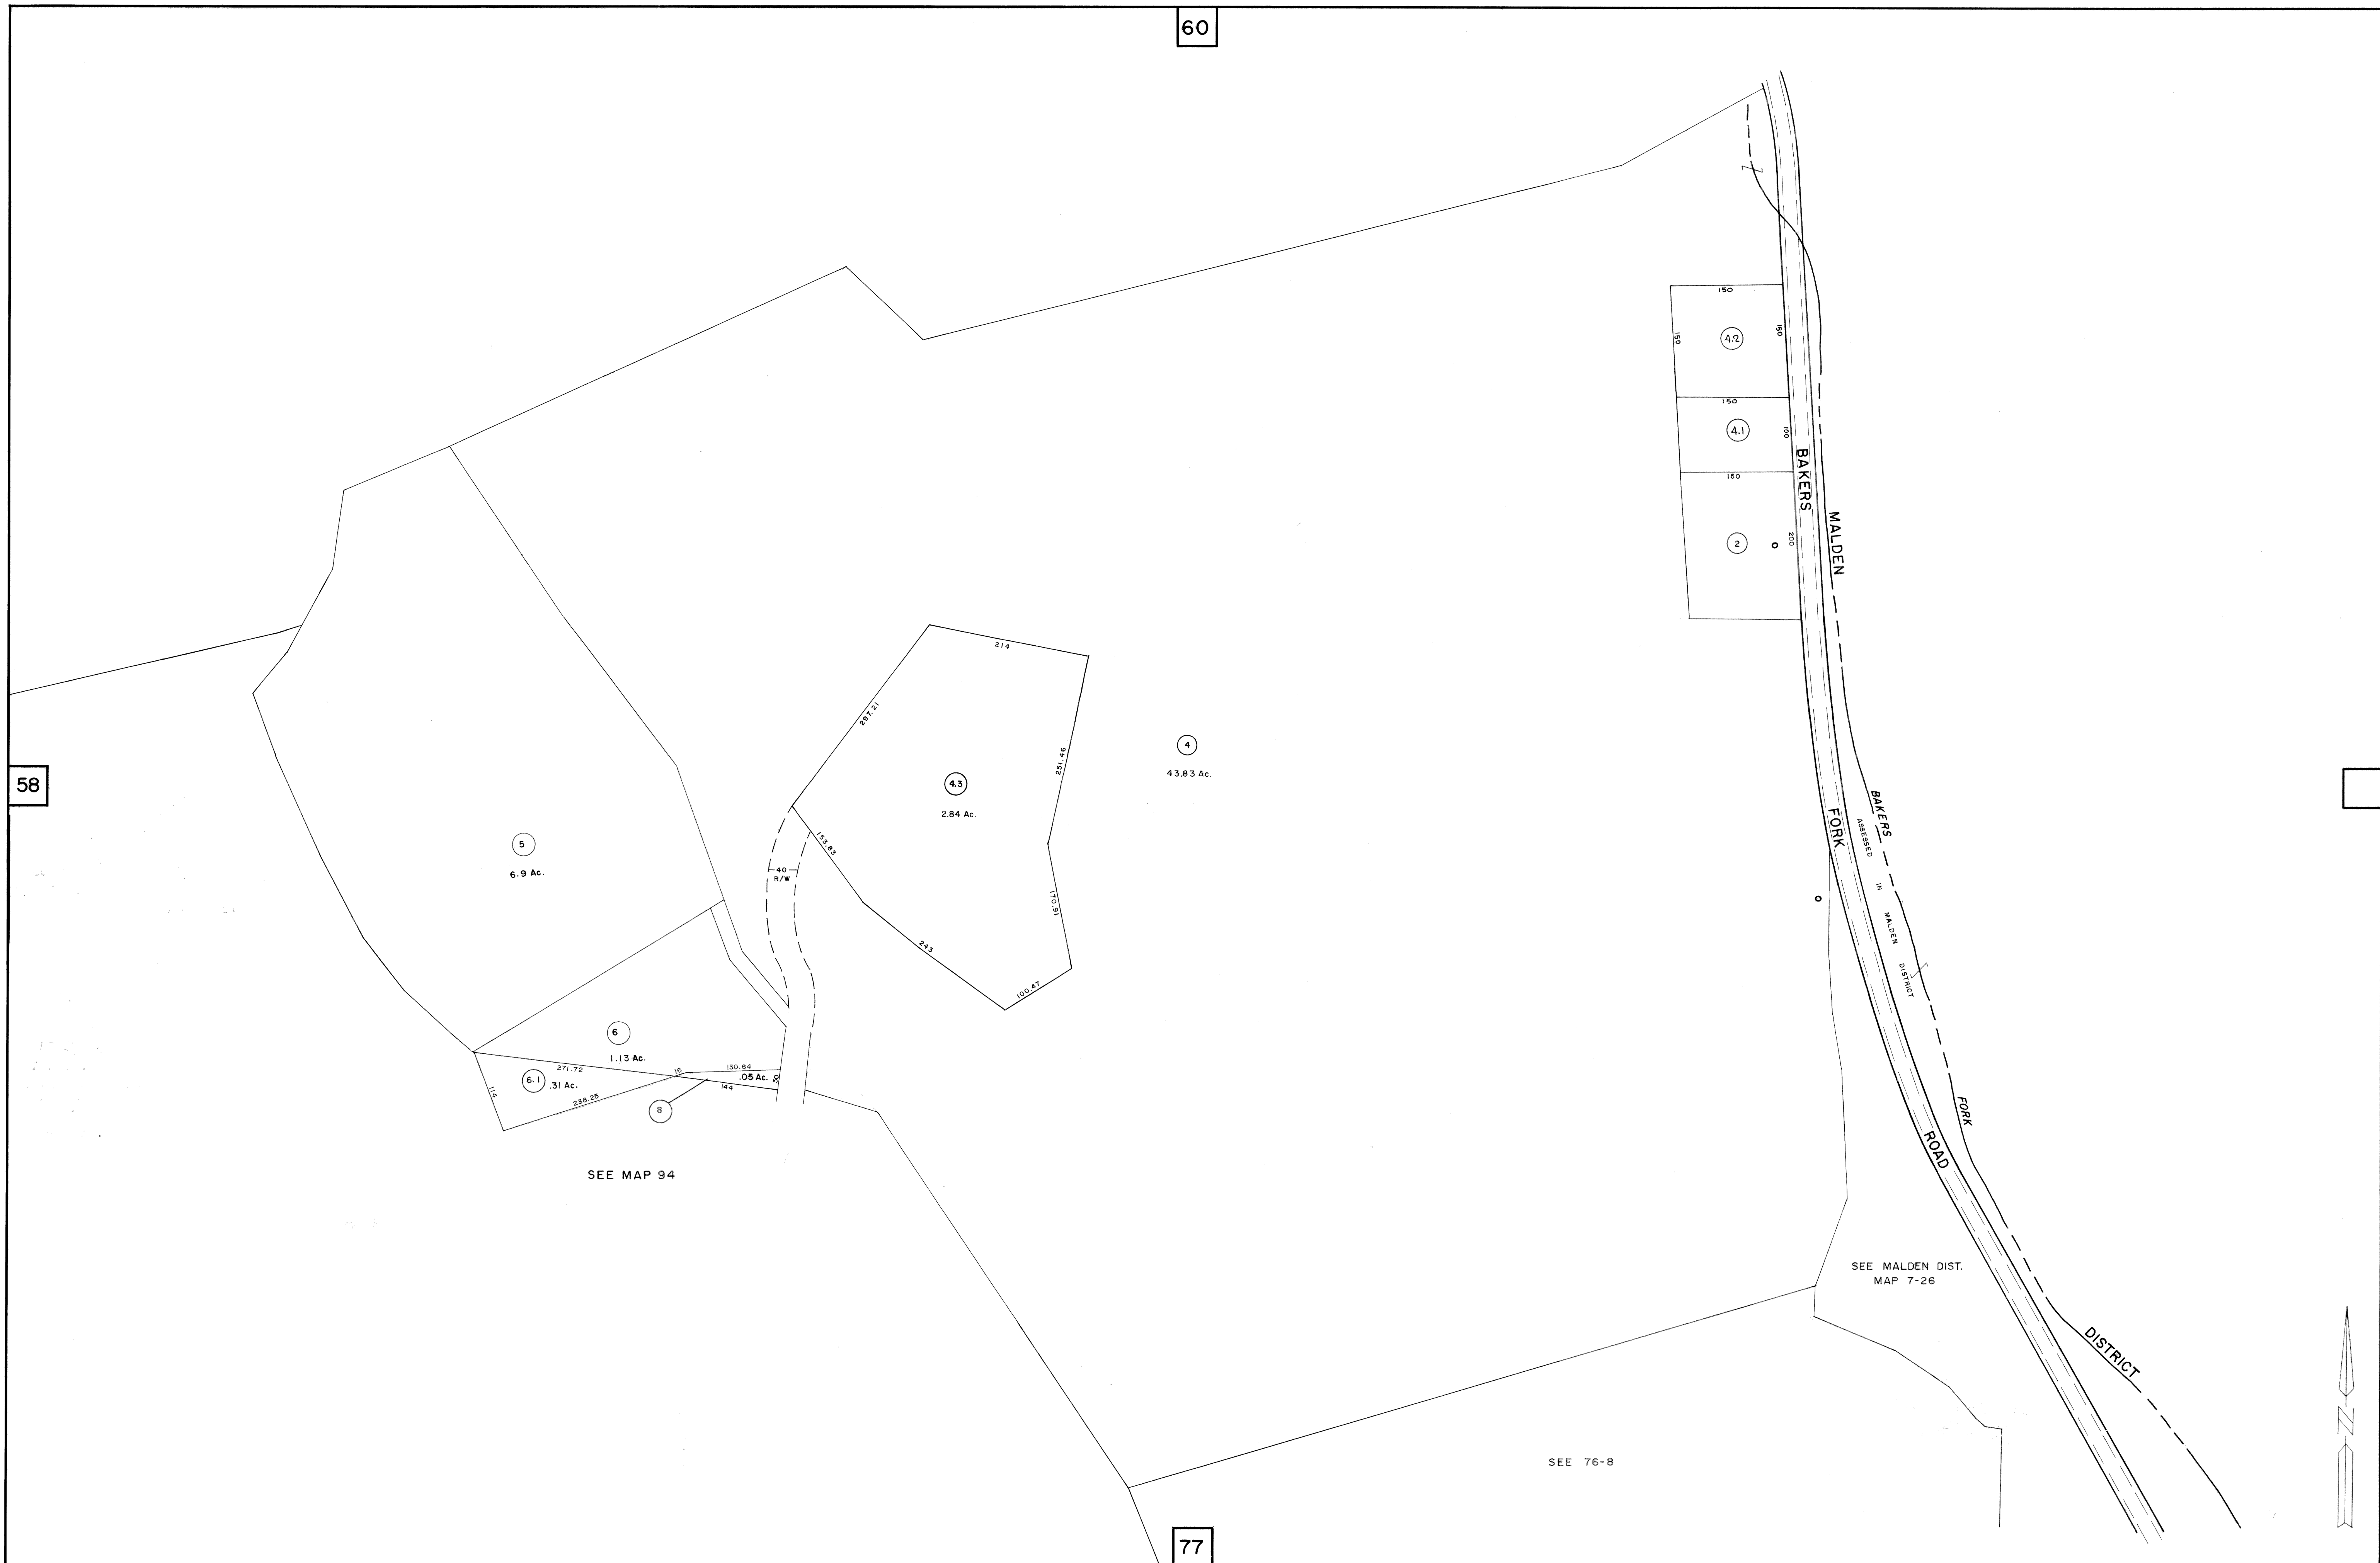 60
150
150
4.2
150
150
4.1
100
150
2
200
BAKERS
MALDEN
214
297.21
251.46
4
43.83 Ac.
58
4.3
2.84 Ac.
5
6.9 Ac.
153.83
40
R/W
170.91
243
100.47
FORK
BAKERS
ASSESSED
IN
MALDEN
DISTRICT
6
1.13 Ac.
271.72
16
130.64
.05 Ac.
30
6.1
.31 Ac.
144
114
238.25
8
SEE MAP 94
FORK
ROAD
SEE MALDEN DIST.
MAP 7-26
DISTRICT
N
SEE 76-8
77